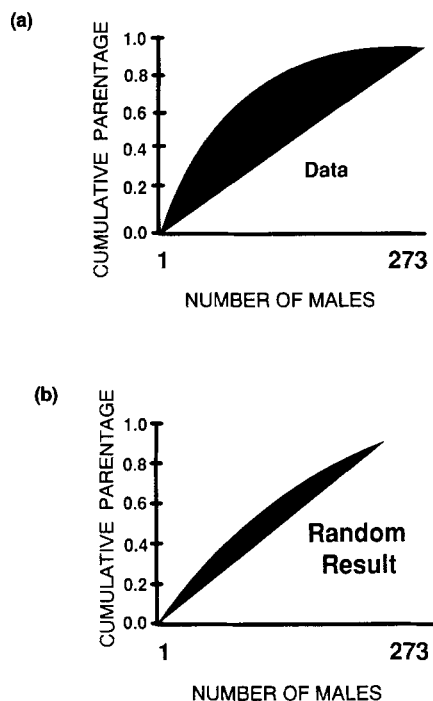 (a)
CUMULATIVE PARENTAGE
1.0
0.8
0.6
0.4
0.2
0.0
Data
1 273
NUMBER OF MALES
(b)
CUMULATIVE PARENTAGE
1.0
0.8
0.6
0.4
0.2
0.0
Random
Result
1 273
NUMBER OF MALES